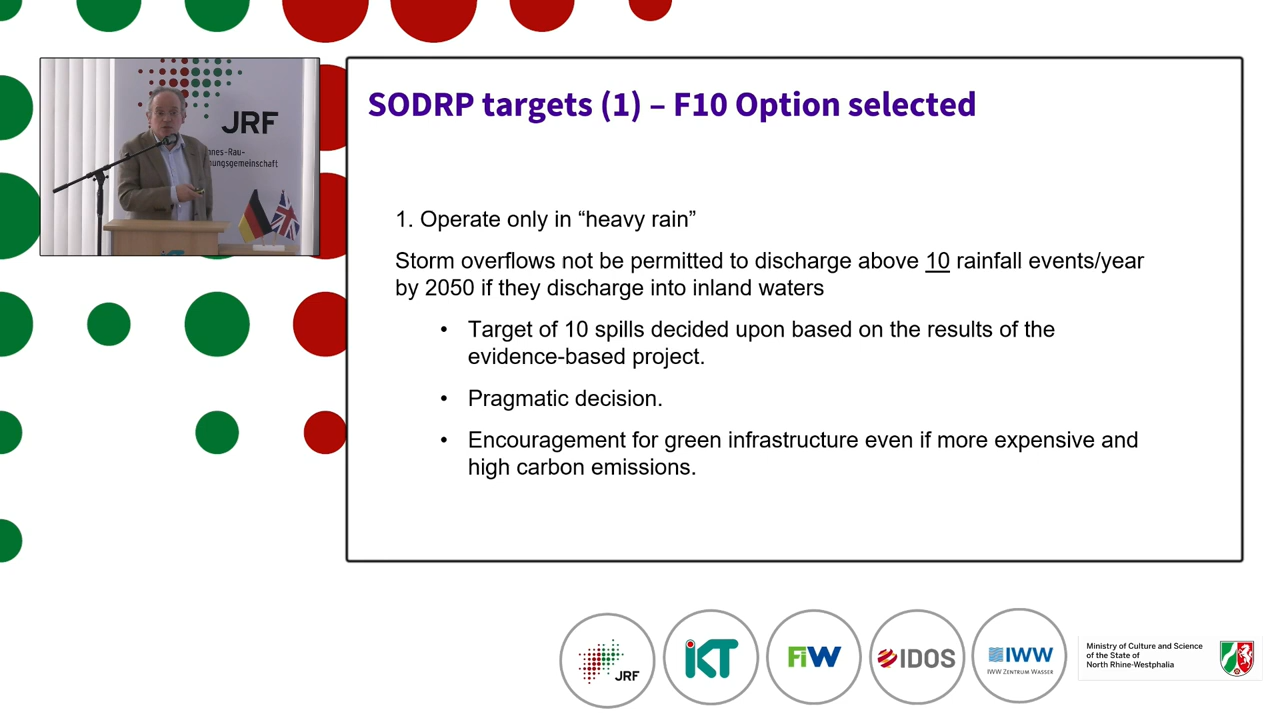 JRF
nnes-Rau-
hungsgemeinschaft
SODRP targets (1) – F10 Option selected
1. Operate only in “heavy rain”
Storm overflows not be permitted to discharge above 10 rainfall events/year
by 2050 if they discharge into inland waters
• Target of 10 spills decided upon based on the results of the
evidence-based project.
• Pragmatic decision.
• Encouragement for green infrastructure even if more expensive and
high carbon emissions.
JRF
iKT
FiW
IDOS
IWW
IWW ZENTRUM WASSER
Ministry of Culture and Science
of the State of
North Rhine-Westphalia